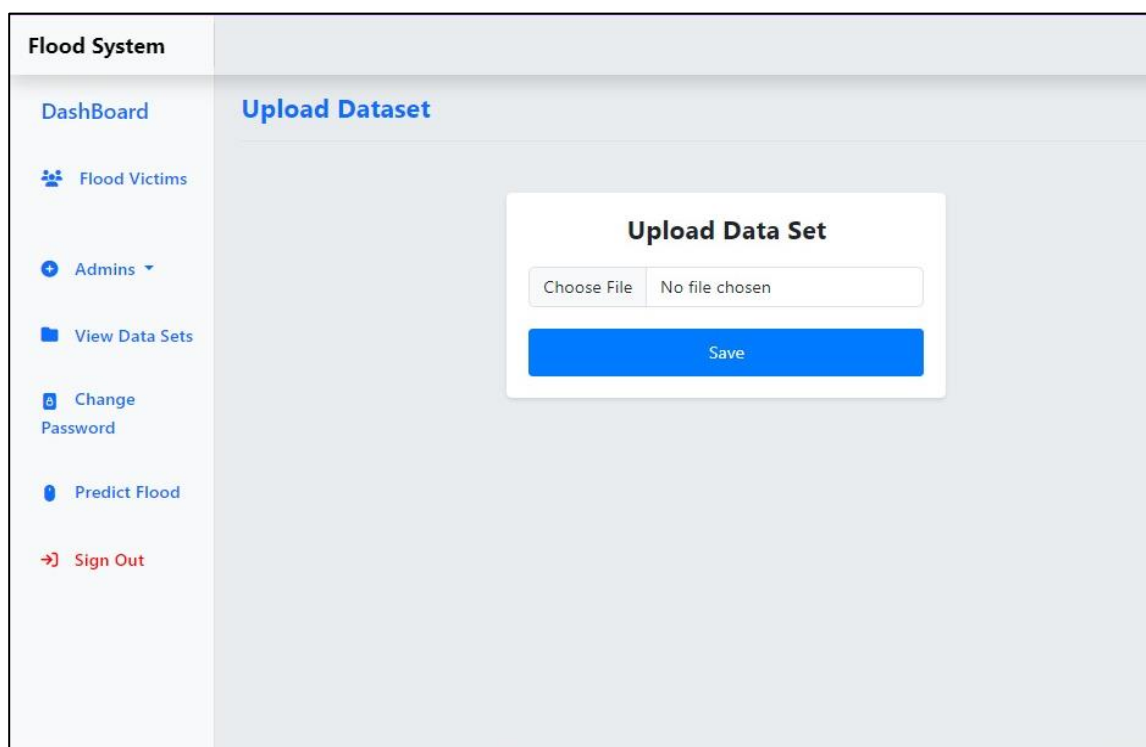 Flood System
DashBoard
Upload Dataset
Flood Victims
Upload Data Set
Admins
Choose File No file chosen
View Data Sets
Save
Change
Password
Predict Flood
Sign Out